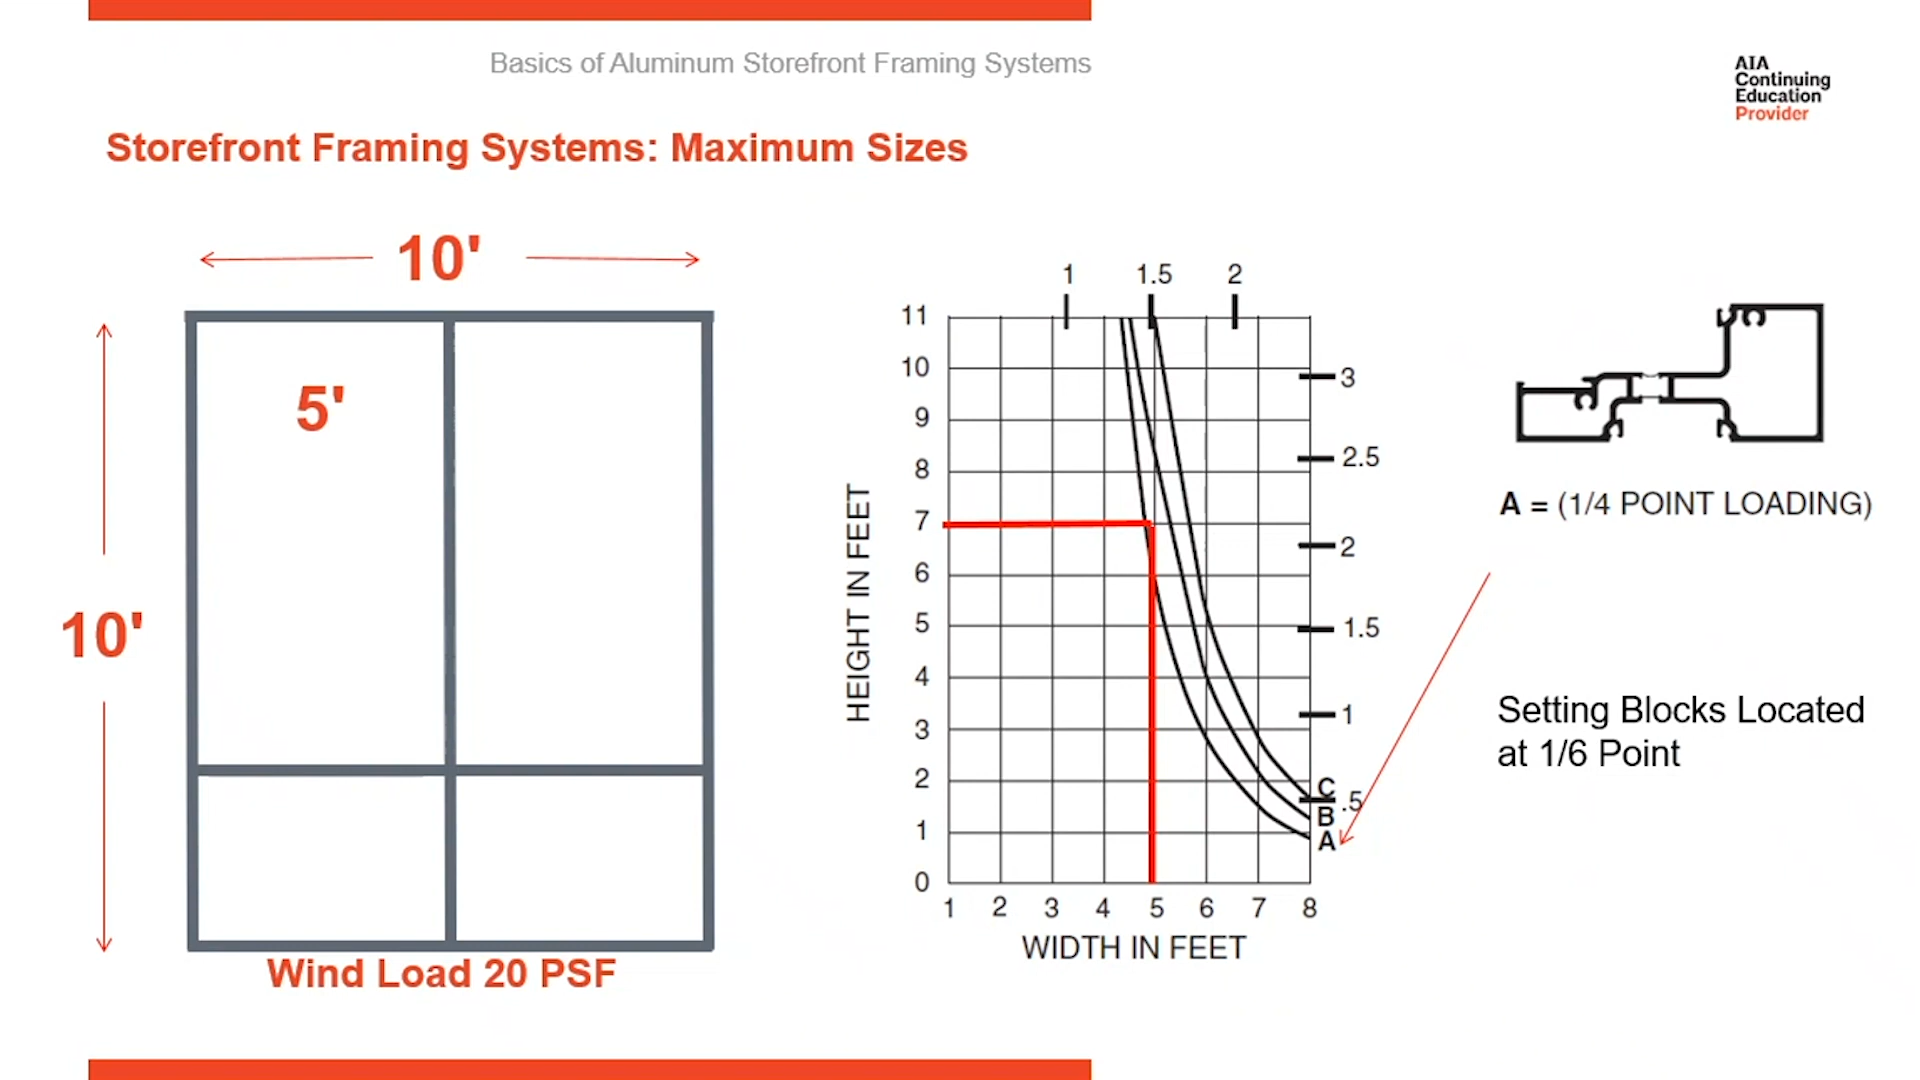 Basics of Aluminum Storefront Framing Systems
AIA
Continuing
Education
Provider
Storefront Framing Systems: Maximum Sizes
10'
5'
10'
Wind Load 20 PSF
1 1.5 2
11
10
9
8
7
6
5
4
3
2
1
0
HEIGHT IN FEET
3
2.5
2
1.5
1
.5
C
B
A
1 2 3 4 5 6 7 8
WIDTH IN FEET
A = (1/4 POINT LOADING)
Setting Blocks Located
at 1/6 Point